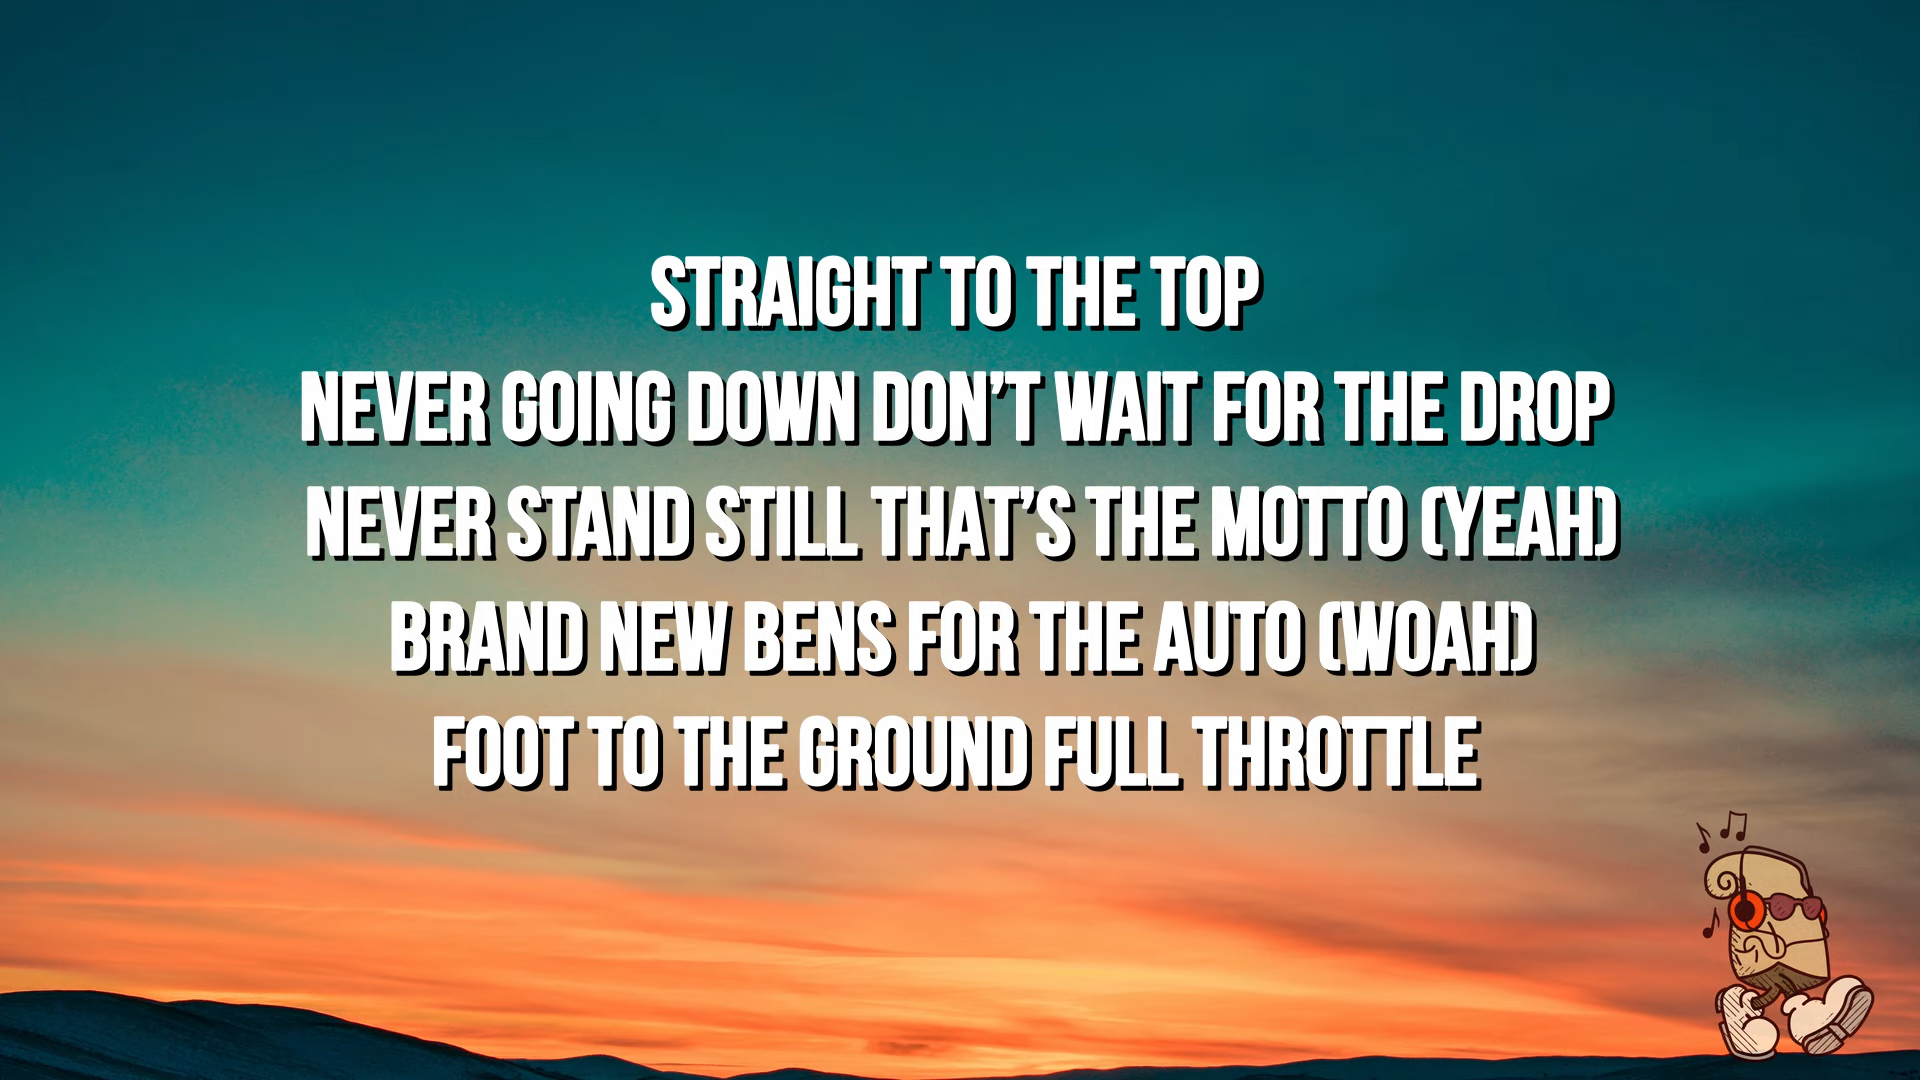 STRAIGHT TO THE TOP
NEVER GOING DOWN DON’T WAIT FOR THE DROP
NEVER STAND STILL THAT’S THE MOTTO (YEAH)
BRAND NEW BENS FOR THE AUTO (WOAH)
FOOT TO THE GROUND FULL THROTTLE